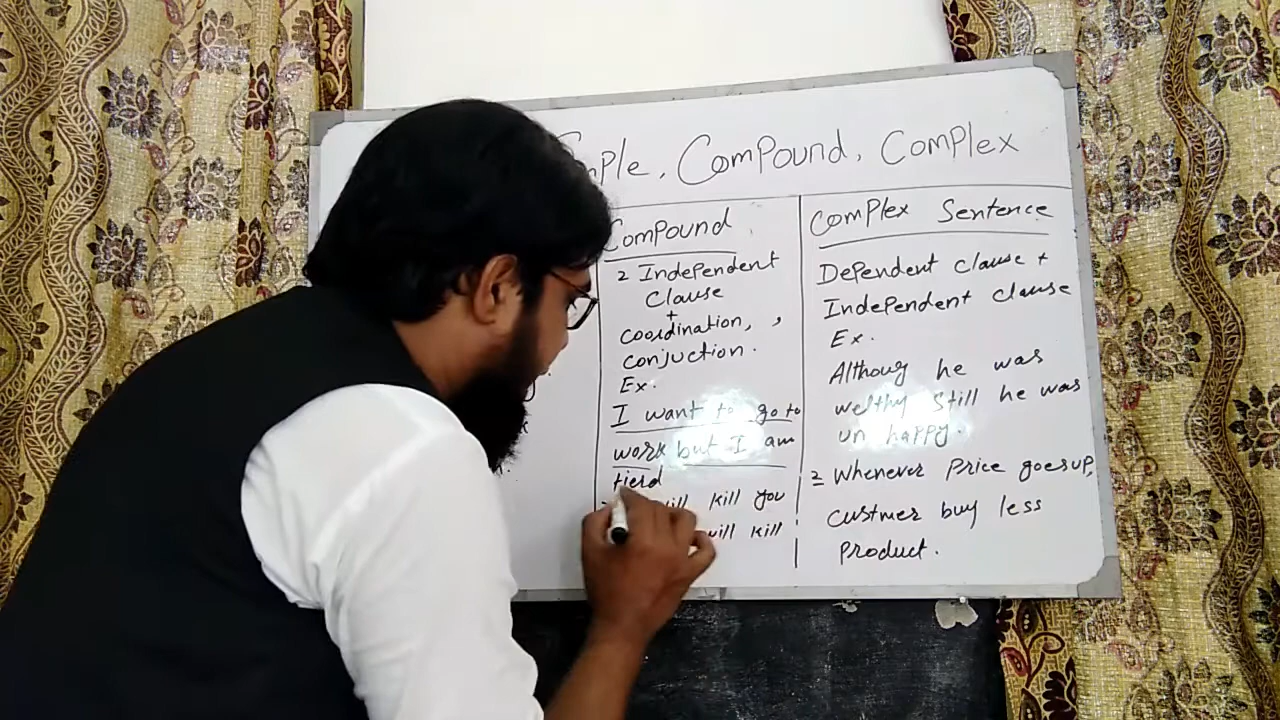 mple, Compound, Complex
Compound
2 Independent
Clause
+
coordination, ,
conjuction.
Ex.
I want to go to
work but I am
tierd
will kill you
will kill
Complex Sentence
Dependent clause +
Independent clause
Ex.
Althoug he was
welthy still he was
un happy.
2 Whenever Price goes up,
custmer buy less
Product.